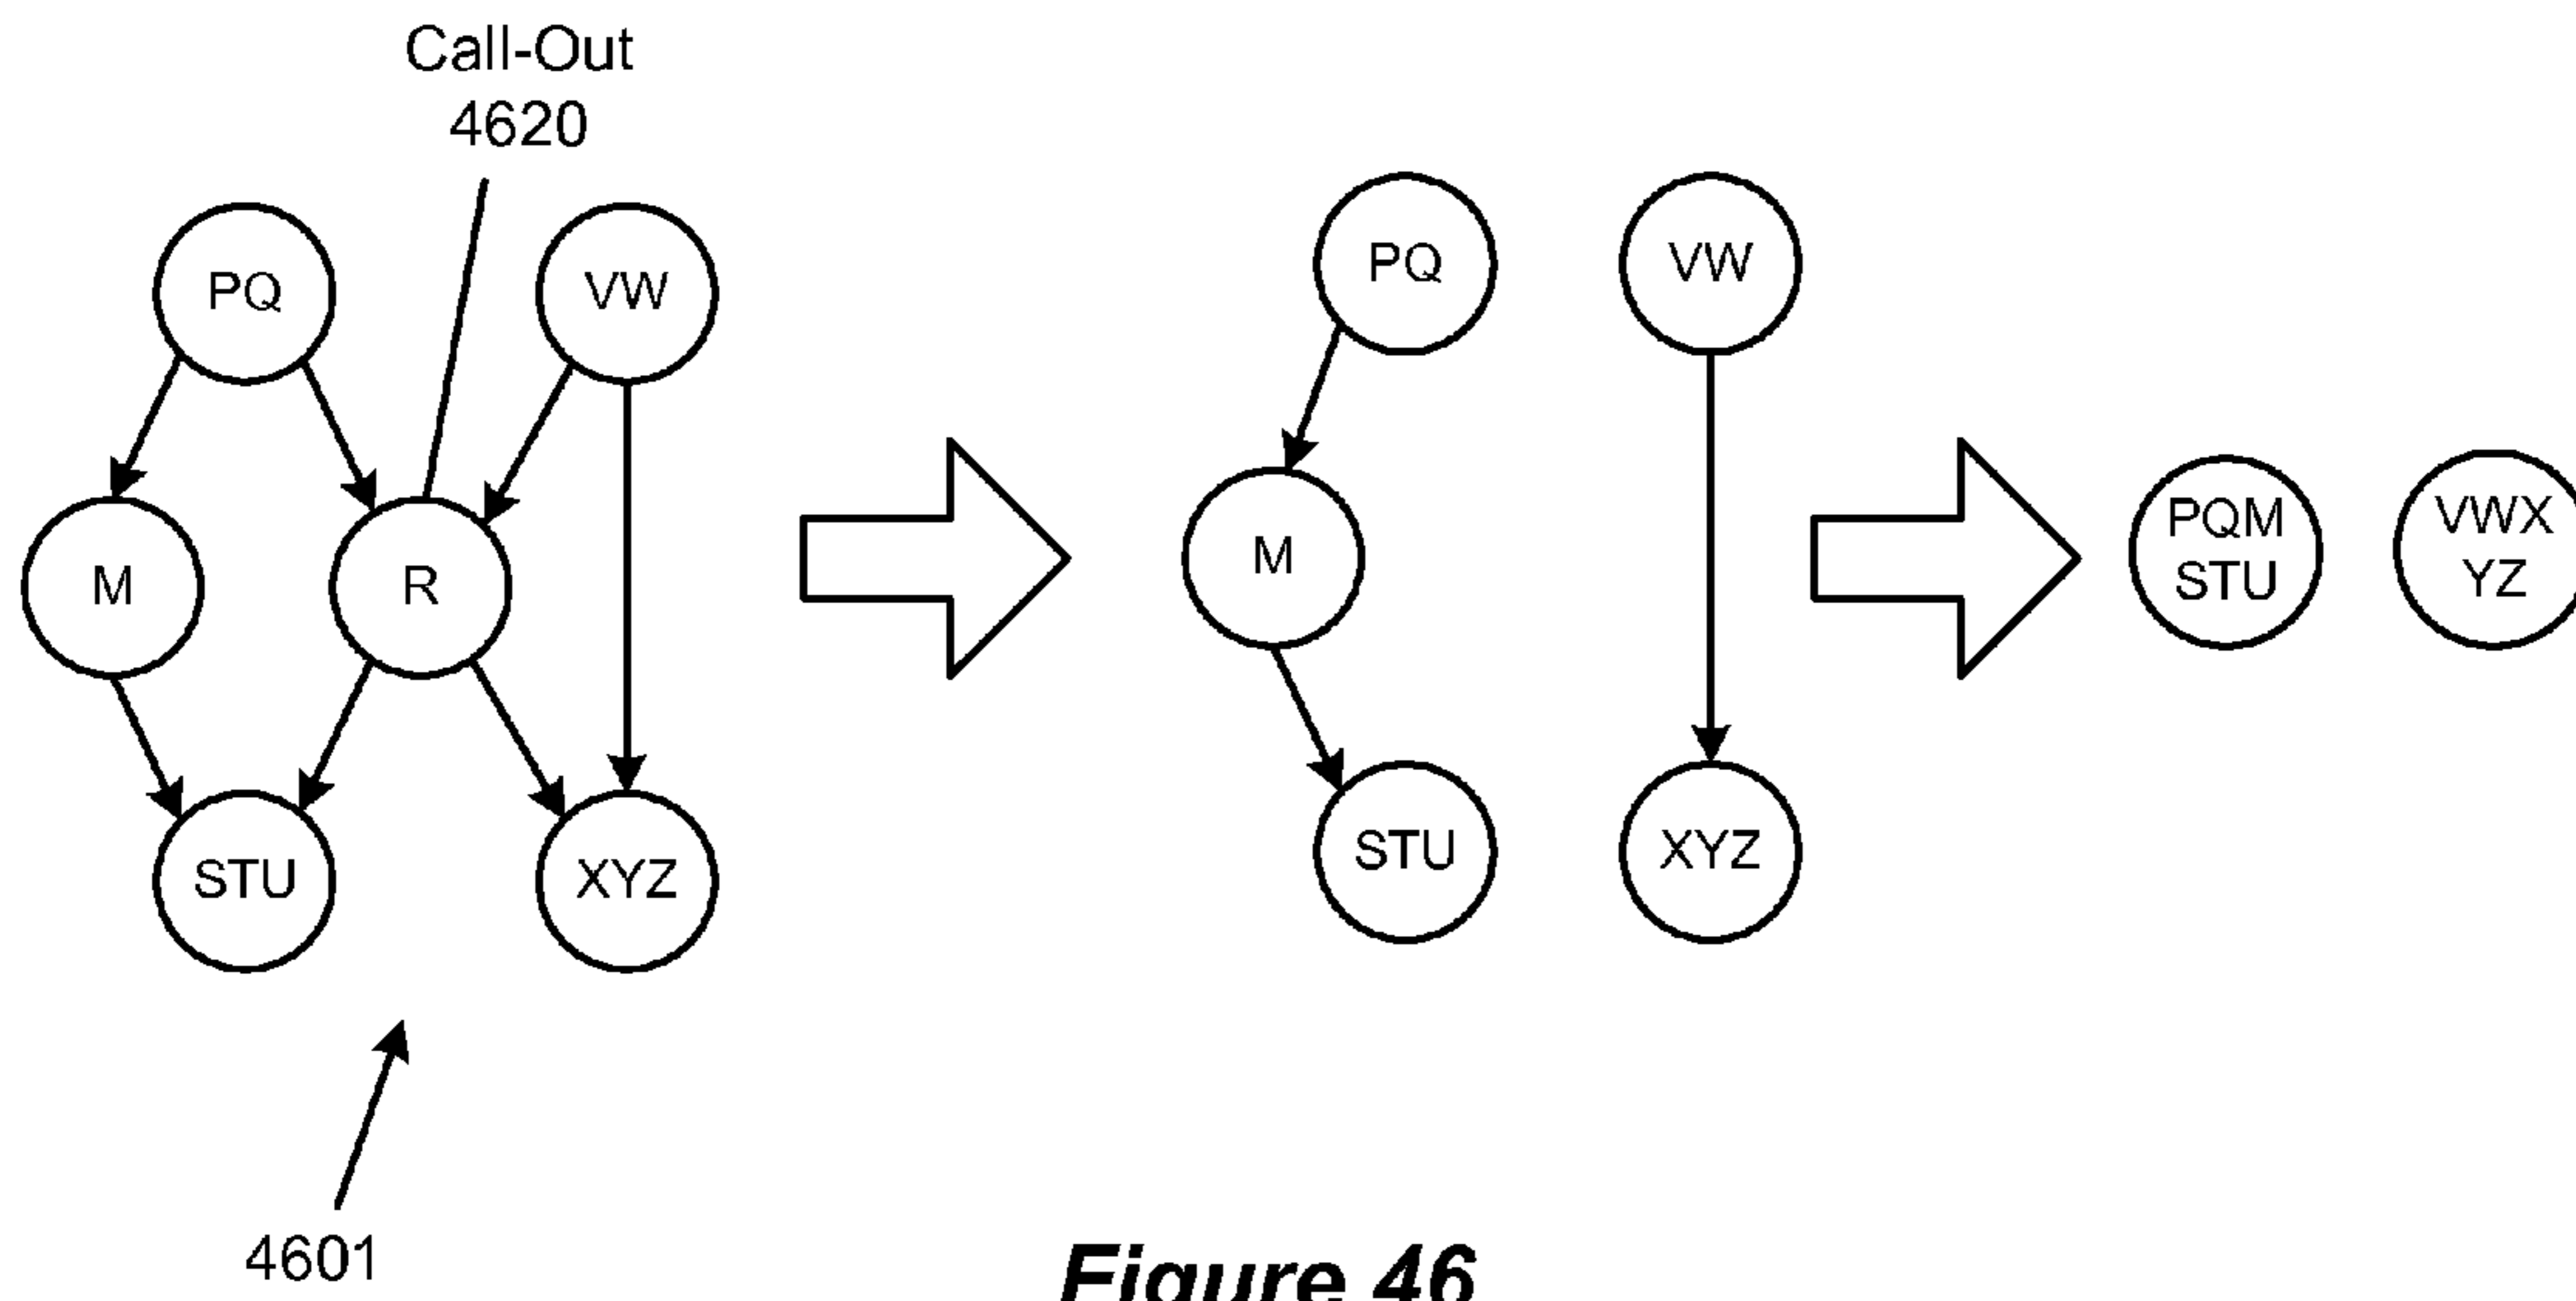 Call-Out
4620
PQ
VW
M
R
STU
XYZ
4601
PQ
VW
M
STU
XYZ
PQM
STU
VWX
YZ
Figure 46